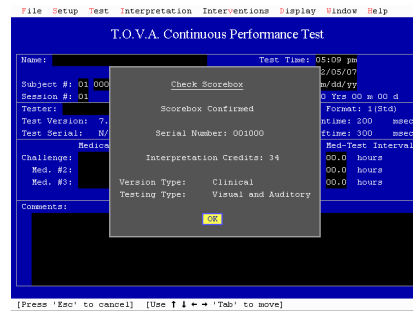 File Setup Test Interpretation Interventions Display Window Help
T.O.V.A. Continuous Performance Test
Name: Test Time: 05:09 pm
2/05/07
Subject #: 01 000 m/dd/yy
Session #: 01 0 Yrs 00 m 00 d
Tester: Format: 1(Std)
Test Version: 7. ntime: 200 msec
Test Serial: N/ ftime: 300 msec
Medica Med-Test Interval
Challenge: 00.0 hours
Med. #2: 00.0 hours
Med. #3: 00.0 hours
Comments:
Check Scorebox
Scorebox Confirmed
Serial Number: 001000
Interpretation Credits: 34
Version Type: Clinical
Testing Type: Visual and Auditory
OK
[Press 'Esc' to cancel] [Use ↑ ↓ ← → 'Tab' to move]